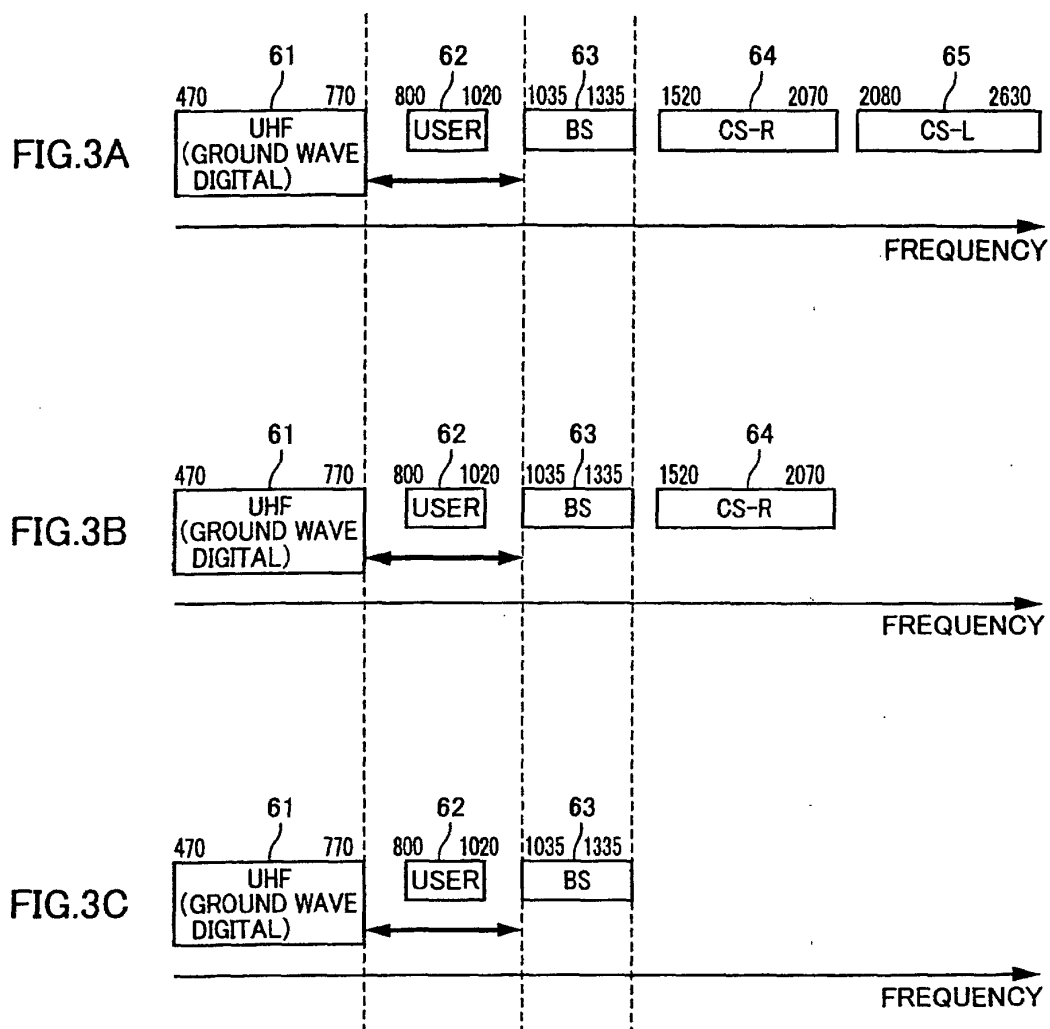 61 62 63 64 65
470 770 800 1020 1035 1335 1520 2070 2080 2630
FIG.3A
UHF
(GROUND WAVE
DIGITAL)
USER
BS
CS-R
CS-L
FREQUENCY
61 62 63 64
470 770 800 1020 1035 1335 1520 2070
FIG.3B
UHF
(GROUND WAVE
DIGITAL)
USER
BS
CS-R
FREQUENCY
61 62 63
470 770 800 1020 1035 1335
FIG.3C
UHF
(GROUND WAVE
DIGITAL)
USER
BS
FREQUENCY